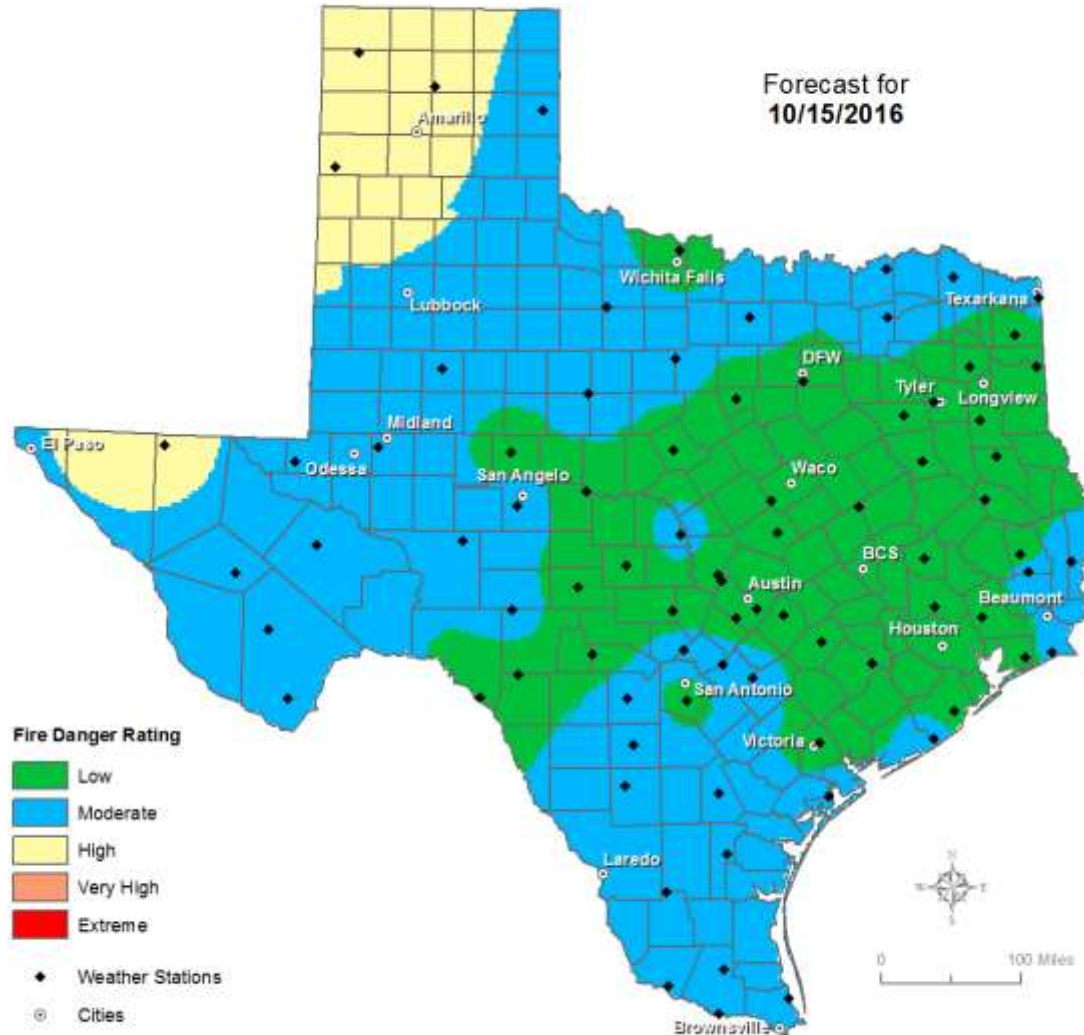 Forecast for
10/15/2016
Amarillo
Wichita Falls
Lubbock
Texarkana
DFW
Tyler
Longview
Midland
El Paso
Odessa
San Angelo
Waco
BCS
Austin
Beaumont
Houston
San Antonio
Victoria
Laredo
Brownsville
Fire Danger Rating
Low
Moderate
High
Very High
Extreme
Weather Stations
Cities
N
W E
S
0 100 Miles